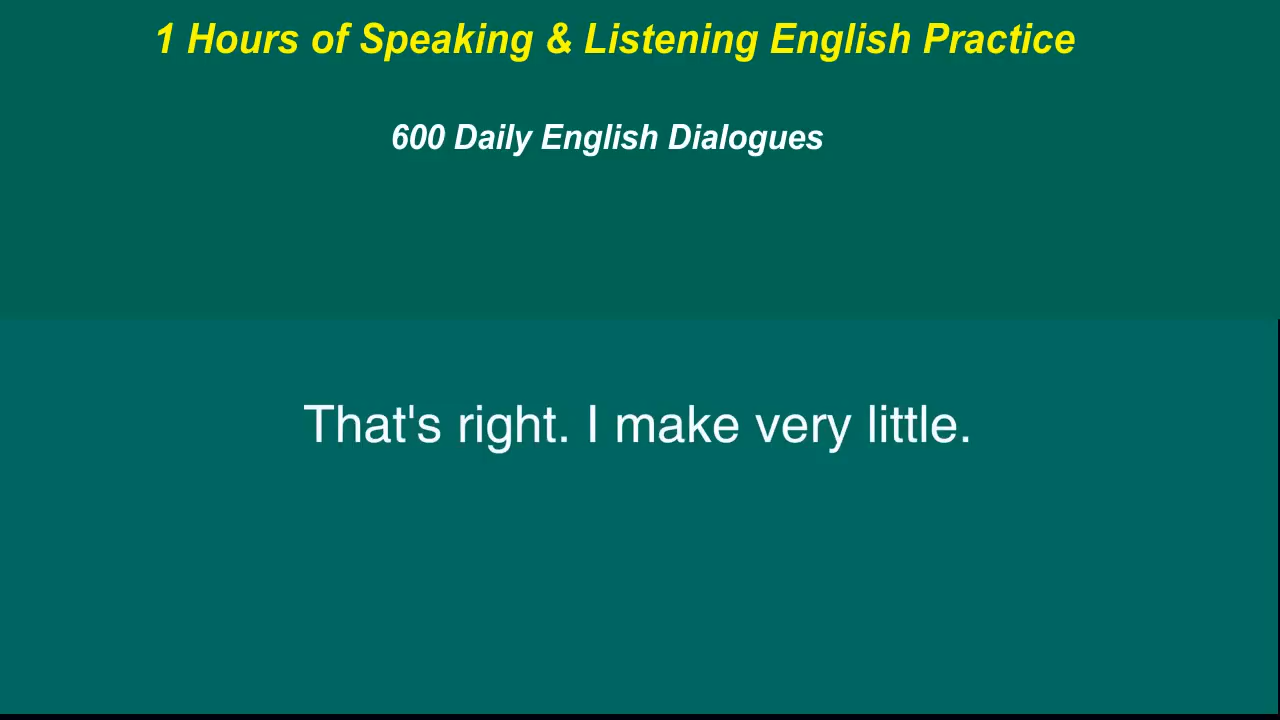 1 Hours of Speaking & Listening English Practice
600 Daily English Dialogues
That's right. I make very little.